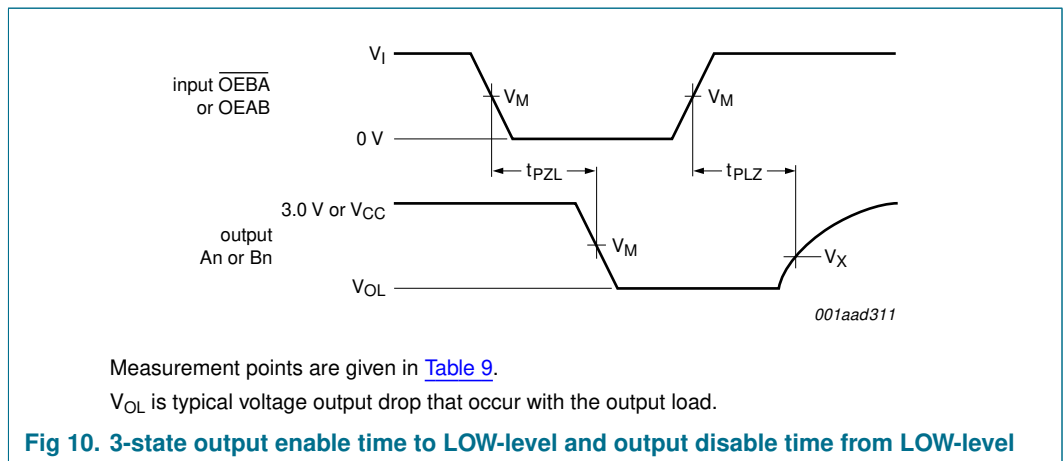 V_I
input O̅E̅B̅A̅
or OEAB
V_M
V_M
0 V
t_PZL
t_PLZ
3.0 V or V_CC
output
An or Bn
V_M
V_X
V_OL
001aad311
Measurement points are given in Table 9.
V_OL is typical voltage output drop that occur with the output load.
Fig 10. 3-state output enable time to LOW-level and output disable time from LOW-level